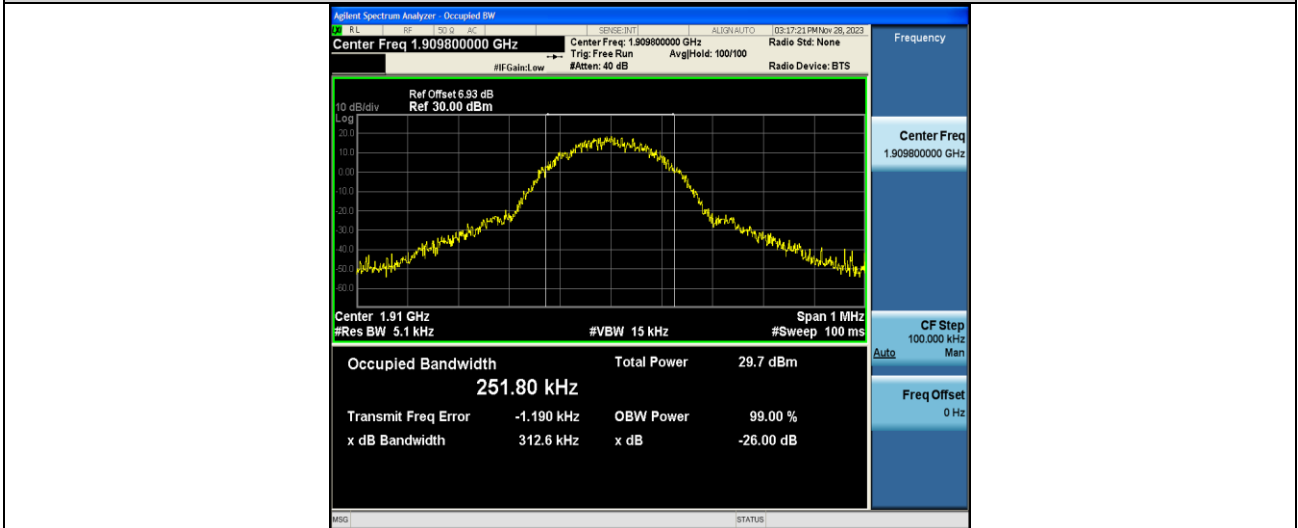 Agilent Spectrum Analyzer - Occupied BW
RL RF 50 Ω AC SENSE:INT ALIGN AUTO 03:17:21 PM Nov 28, 2023
Center Freq 1.909800000 GHz
Center Freq: 1.909800000 GHz
Radio Std: None
Trig: Free Run Avg|Hold: 100/100
#IFGain:Low
#Atten: 40 dB
Radio Device: BTS
Ref Offset 6.93 dB
10 dB/div Ref 30.00 dBm
Log
20.0
10.0
0.00
-10.0
-20.0
-30.0
-40.0
-50.0
-60.0
Center 1.91 GHz Span 1 MHz
#Res BW 5.1 kHz #VBW 15 kHz #Sweep 100 ms
Occupied Bandwidth Total Power 29.7 dBm
251.80 kHz
Transmit Freq Error -1.190 kHz OBW Power 99.00 %
x dB Bandwidth 312.6 kHz x dB -26.00 dB
MSG STATUS
Frequency
Center Freq
1.909800000 GHz
CF Step
100.000 kHz
Auto Man
Freq Offset
0 Hz